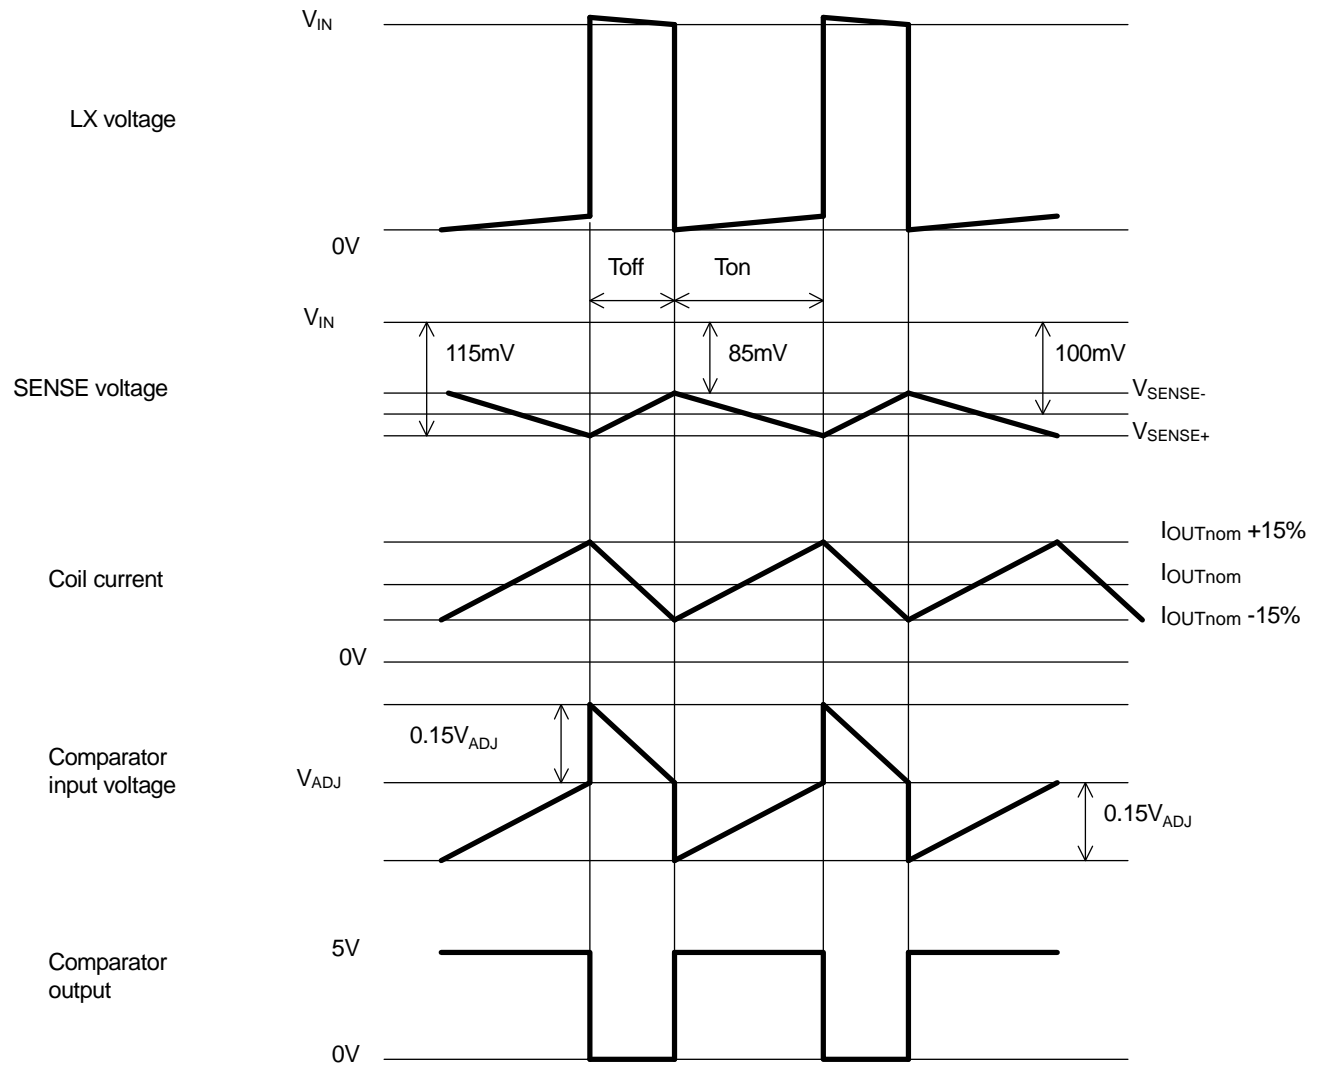 VIN
LX voltage
0V
Toff
Ton
VIN
115mV
85mV
100mV
SENSE voltage
VSENSE-
VSENSE+
IOUTnom +15%
Coil current
IOUTnom
IOUTnom -15%
0V
0.15VADJ
Comparator
input voltage
VADJ
0.15VADJ
5V
Comparator
output
0V